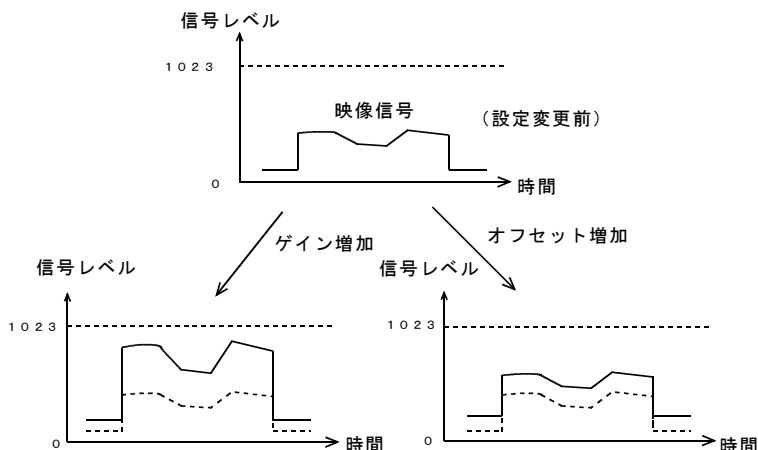 信号レベル
１０２３
映像信号
（設定変更前）
０
時間
ゲイン増加
オフセット増加
信号レベル
信号レベル
１０２３
１０２３
０
時間
０
時間